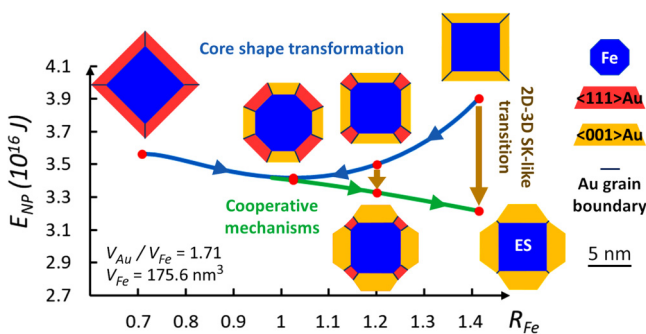 Core shape transformation
4.1
3.9
3.7
3.5
3.3
3.1
2.9
2.7
E_NP (10^16 J)
2D-3D SK-like
transition
Cooperative
mechanisms
V_Au / V_Fe = 1.71
V_Fe = 175.6 nm^3
ES
0.7 0.8 0.9 1 1.1 1.2 1.3 1.4
R_Fe
Fe
<111>Au
<001>Au
Au grain
boundary
5 nm